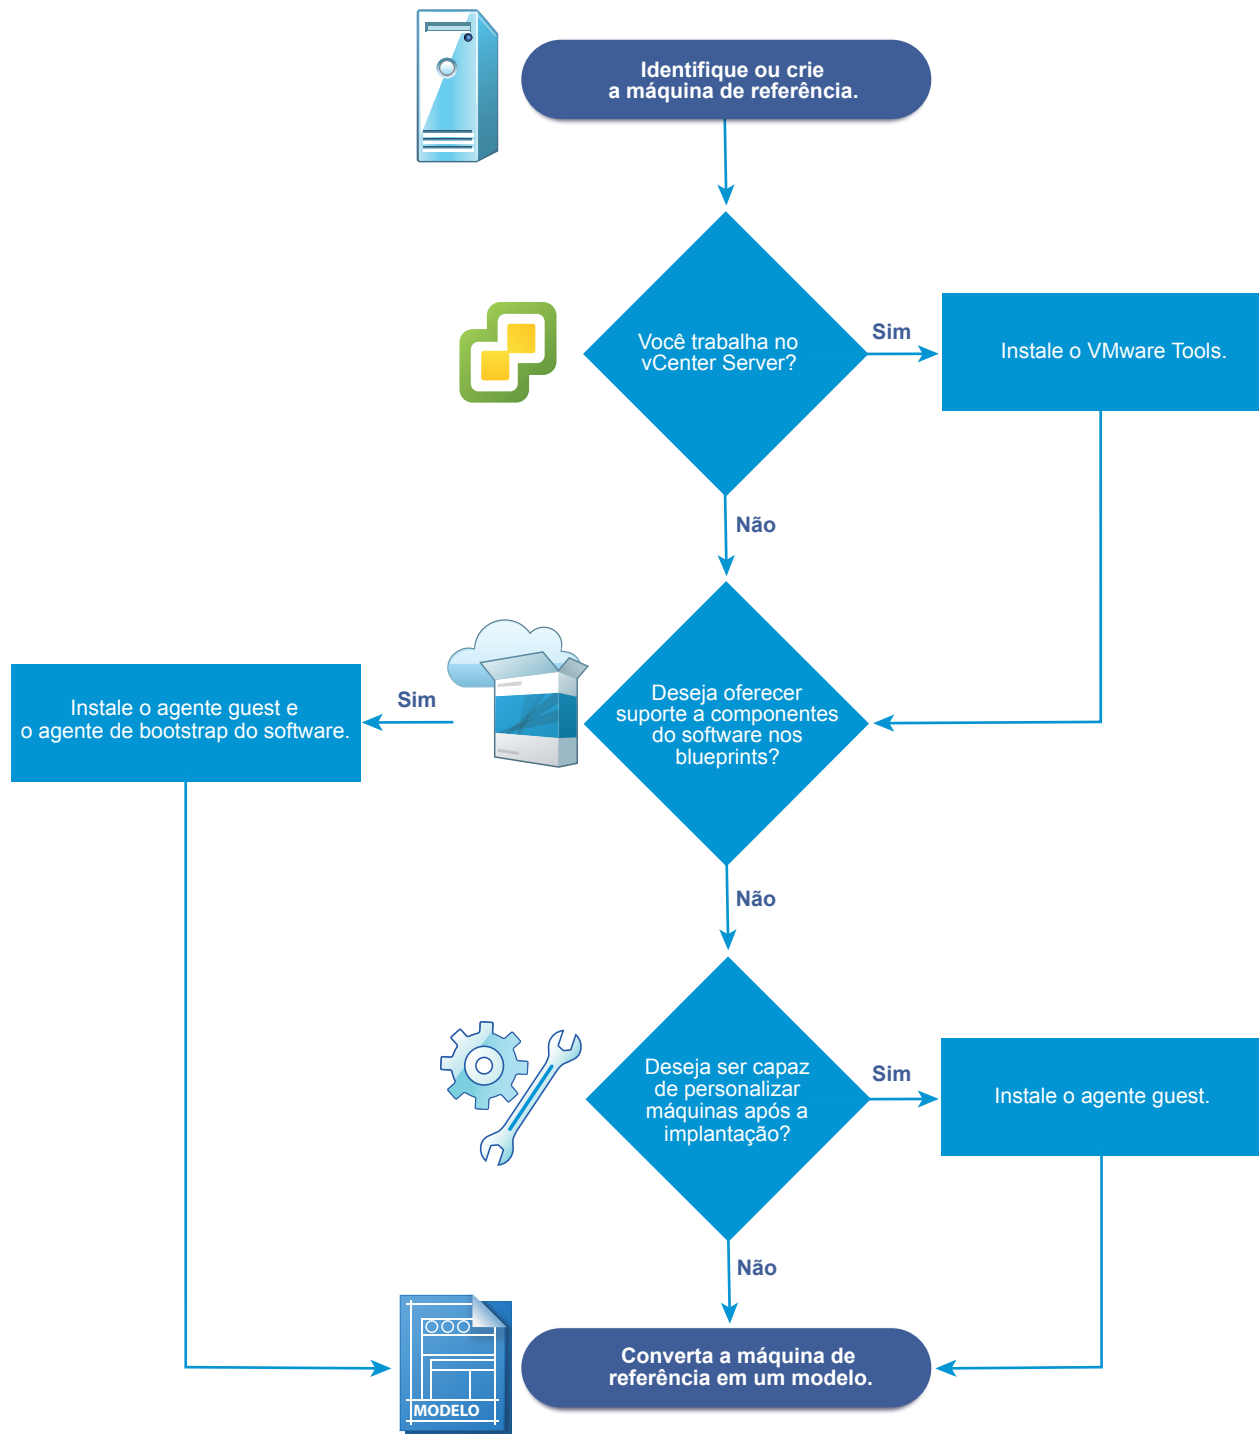 Identifique ou crie
a máquina de referência.
Você trabalha no
vCenter Server?
Sim
Instale o VMware Tools.
Não
Deseja oferecer
suporte a componentes
do software nos
blueprints?
Sim
Instale o agente guest e
o agente de bootstrap do software.
Não
Deseja ser capaz
de personalizar
máquinas após a
implantação?
Sim
Instale o agente guest.
Não
MODELO
Converta a máquina de
referência em um modelo.